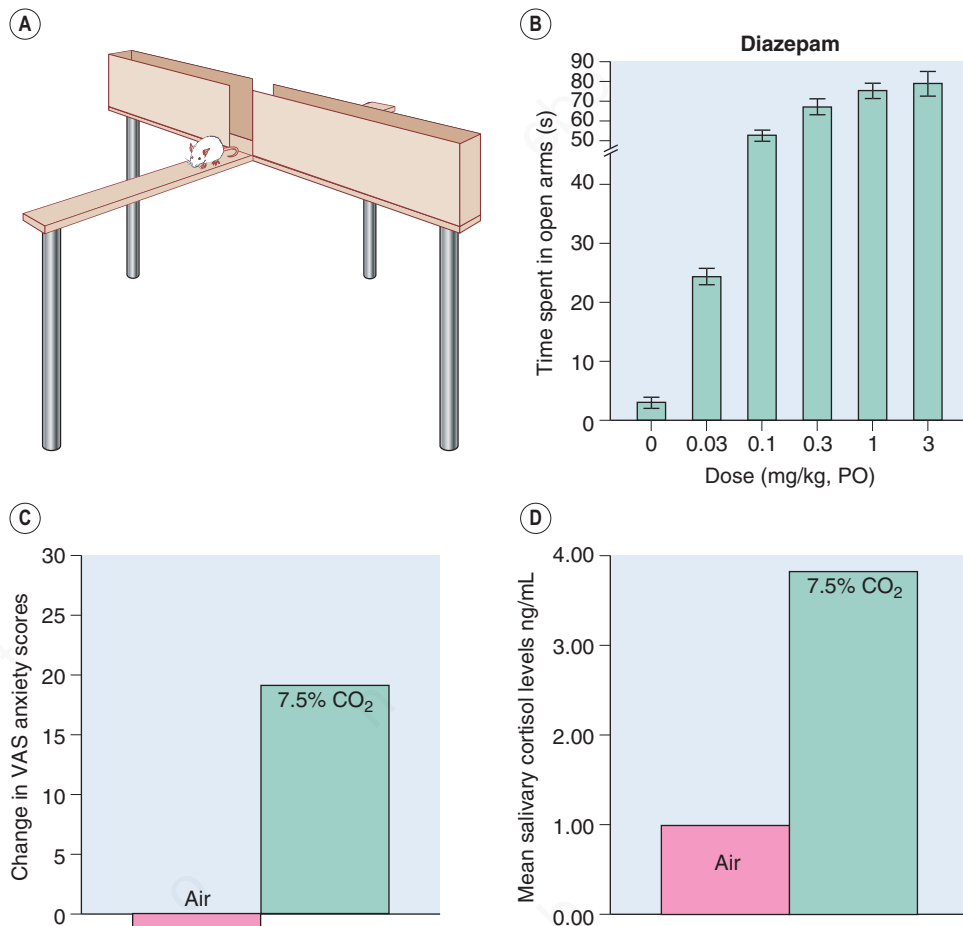 A
B
Diazepam
Time spent in open arms (s)
90
80
70
60
50
40
30
20
10
0
0 0.03 0.1 0.3 1 3
Dose (mg/kg, PO)
C
Change in VAS anxiety scores
30
25
20
15
10
5
0
Air
7.5% CO₂
D
Mean salivary cortisol levels ng/mL
4.00
3.00
2.00
1.00
0.00
Air
7.5% CO₂